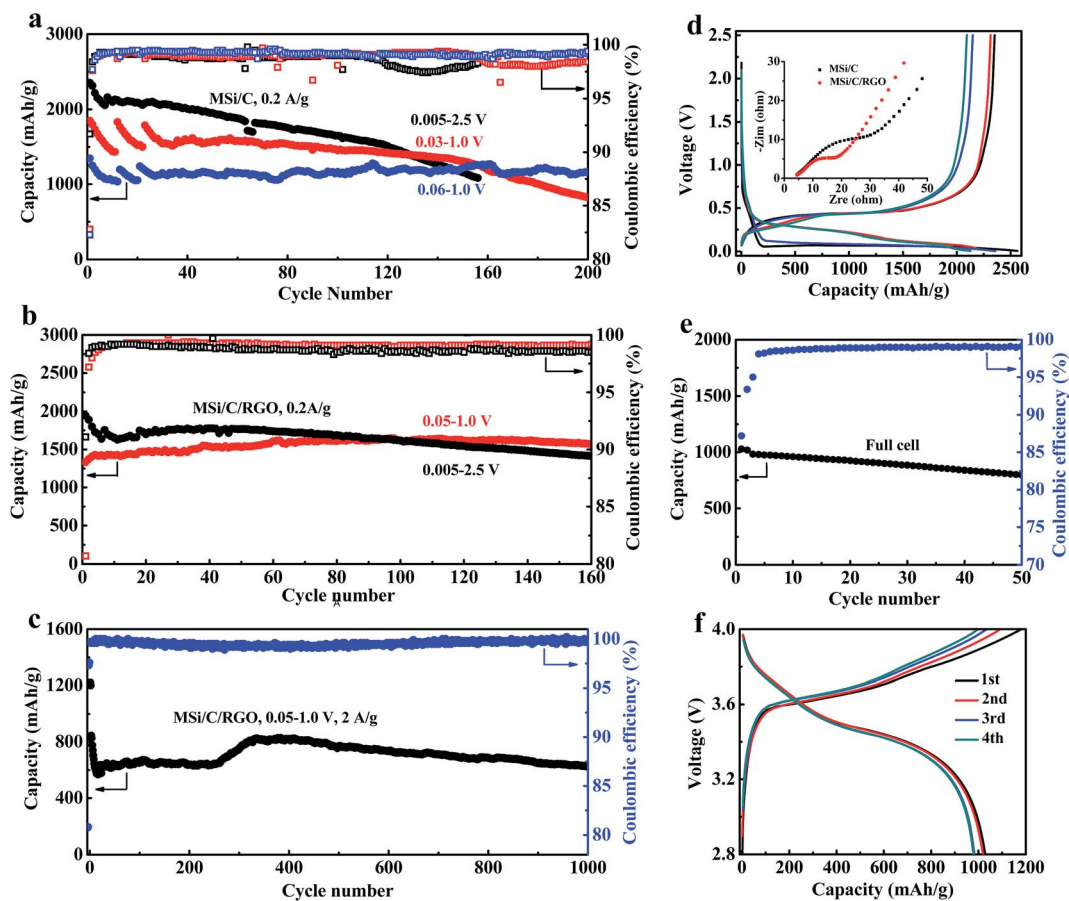 a
3000
2000
1000
0
Capacity (mAh/g)
MSi/C, 0.2 A/g
0.005-2.5 V
0.03-1.0 V
0.06-1.0 V
100
95
90
85
80
Coulombic efficiency (%)
0 40 80 120 160 200
Cycle Number
b
3000
2500
2000
1750
1500
1250
500
250
0
Capacity (mAh/g)
MSi/C/RGO, 0.2A/g
0.05-1.0 V
0.005-2.5 V
100
95
90
85
80
Coulombic efficiency (%)
0 20 40 60 80 100 120 140 160
Cycle number
c
1600
1200
800
400
0
Capacity (mAh/g)
MSi/C/RGO, 0.05-1.0 V, 2 A/g
100
95
90
85
80
Coulombic efficiency (%)
0 200 400 600 800 1000
Cycle number
d
2.5
2.0
1.5
1.0
0.5
0.0
Voltage (V)
30
20
10
0
-Zim (ohm)
MSi/C
MSi/C/RGO
0 10 20 30 40 50
Zre (ohm)
0 500 1000 1500 2000 2500
Capacity (mAh/g)
e
2000
1750
1500
1250
1000
750
500
250
0
Capacity (mAh/g)
Full cell
100
95
90
85
80
75
70
Coulombic efficiency (%)
0 10 20 30 40 50
Cycle number
f
4.0
3.6
3.2
2.8
Voltage (V)
1st
2nd
3rd
4th
0 200 400 600 800 1000 1200
Capacity (mAh/g)